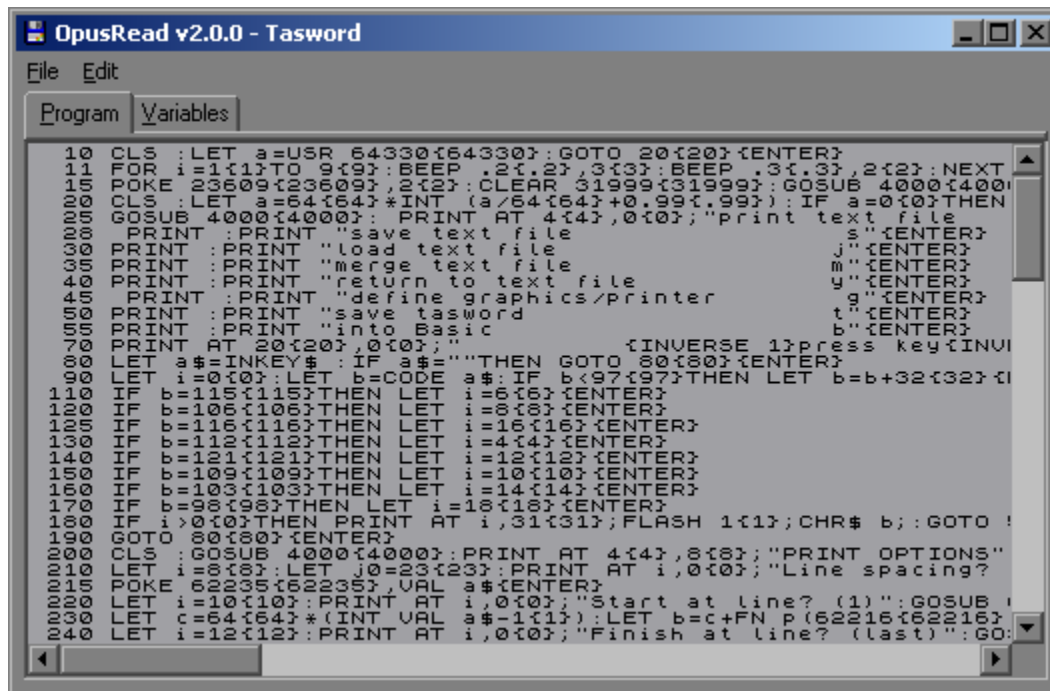 OpusRead v2.0.0 - Tasword
File Edit
Program Variables
10 CLS :LET a=USR 64330{64330}:GOTO 20{20}{ENTER}
11 FOR i=1{1}TO 9{9}:BEEP .2{.2},3{3}:BEEP .3{.3},2{2}:NEXT
15 POKE 23609{23609},2{2}:CLEAR 31999{31999}:GOSUB 4000{400
20 CLS :LET a=64{64}*INT (a/64{64}+0.99{.99}):IF a=0{0}THEN
25 GOSUB 4000{4000}: PRINT AT 4{4},0{0};"print text file
28 PRINT :PRINT "save text file s"{ENTER}
30 PRINT :PRINT "load text file j"{ENTER}
35 PRINT :PRINT "merge text file m"{ENTER}
40 PRINT :PRINT "return to text file y"{ENTER}
45 PRINT :PRINT "define graphics/printer g"{ENTER}
50 PRINT :PRINT "save tasword t"{ENTER}
55 PRINT :PRINT "into Basic b"{ENTER}
70 PRINT AT 20{20},0{0};" {INVERSE 1}press key{INV
80 LET a$=INKEY$ :IF a$=""THEN GOTO 80{80}{ENTER}
90 LET i=0{0}:LET b=CODE a$:IF b<97{97}THEN LET b=b+32{32}{
110 IF b=115{115}THEN LET i=6{6}{ENTER}
120 IF b=106{106}THEN LET i=8{8}{ENTER}
125 IF b=116{116}THEN LET i=16{16}{ENTER}
130 IF b=112{112}THEN LET i=4{4}{ENTER}
140 IF b=121{121}THEN LET i=12{12}{ENTER}
150 IF b=109{109}THEN LET i=10{10}{ENTER}
160 IF b=103{103}THEN LET i=14{14}{ENTER}
170 IF b=98{98}THEN LET i=18{18}{ENTER}
180 IF i>0{0}THEN PRINT AT i,31{31};FLASH 1{1};CHR$ b;:GOTO
190 GOTO 80{80}{ENTER}
200 CLS :GOSUB 4000{4000}:PRINT AT 4{4},8{8};"PRINT OPTIONS"
210 LET i=8{8}:LET j0=23{23}:PRINT AT i,0{0};"Line spacing?
215 POKE 62235{62235},VAL a${ENTER}
220 LET i=10{10}:PRINT AT i,0{0};"Start at line? (1)":GOSUB
230 LET c=64{64}*(INT VAL a$-1{1}):LET b=c+FN p(62216{62216}
240 LET i=12{12}:PRINT AT i,0{0};"Finish at line? (last)":GO